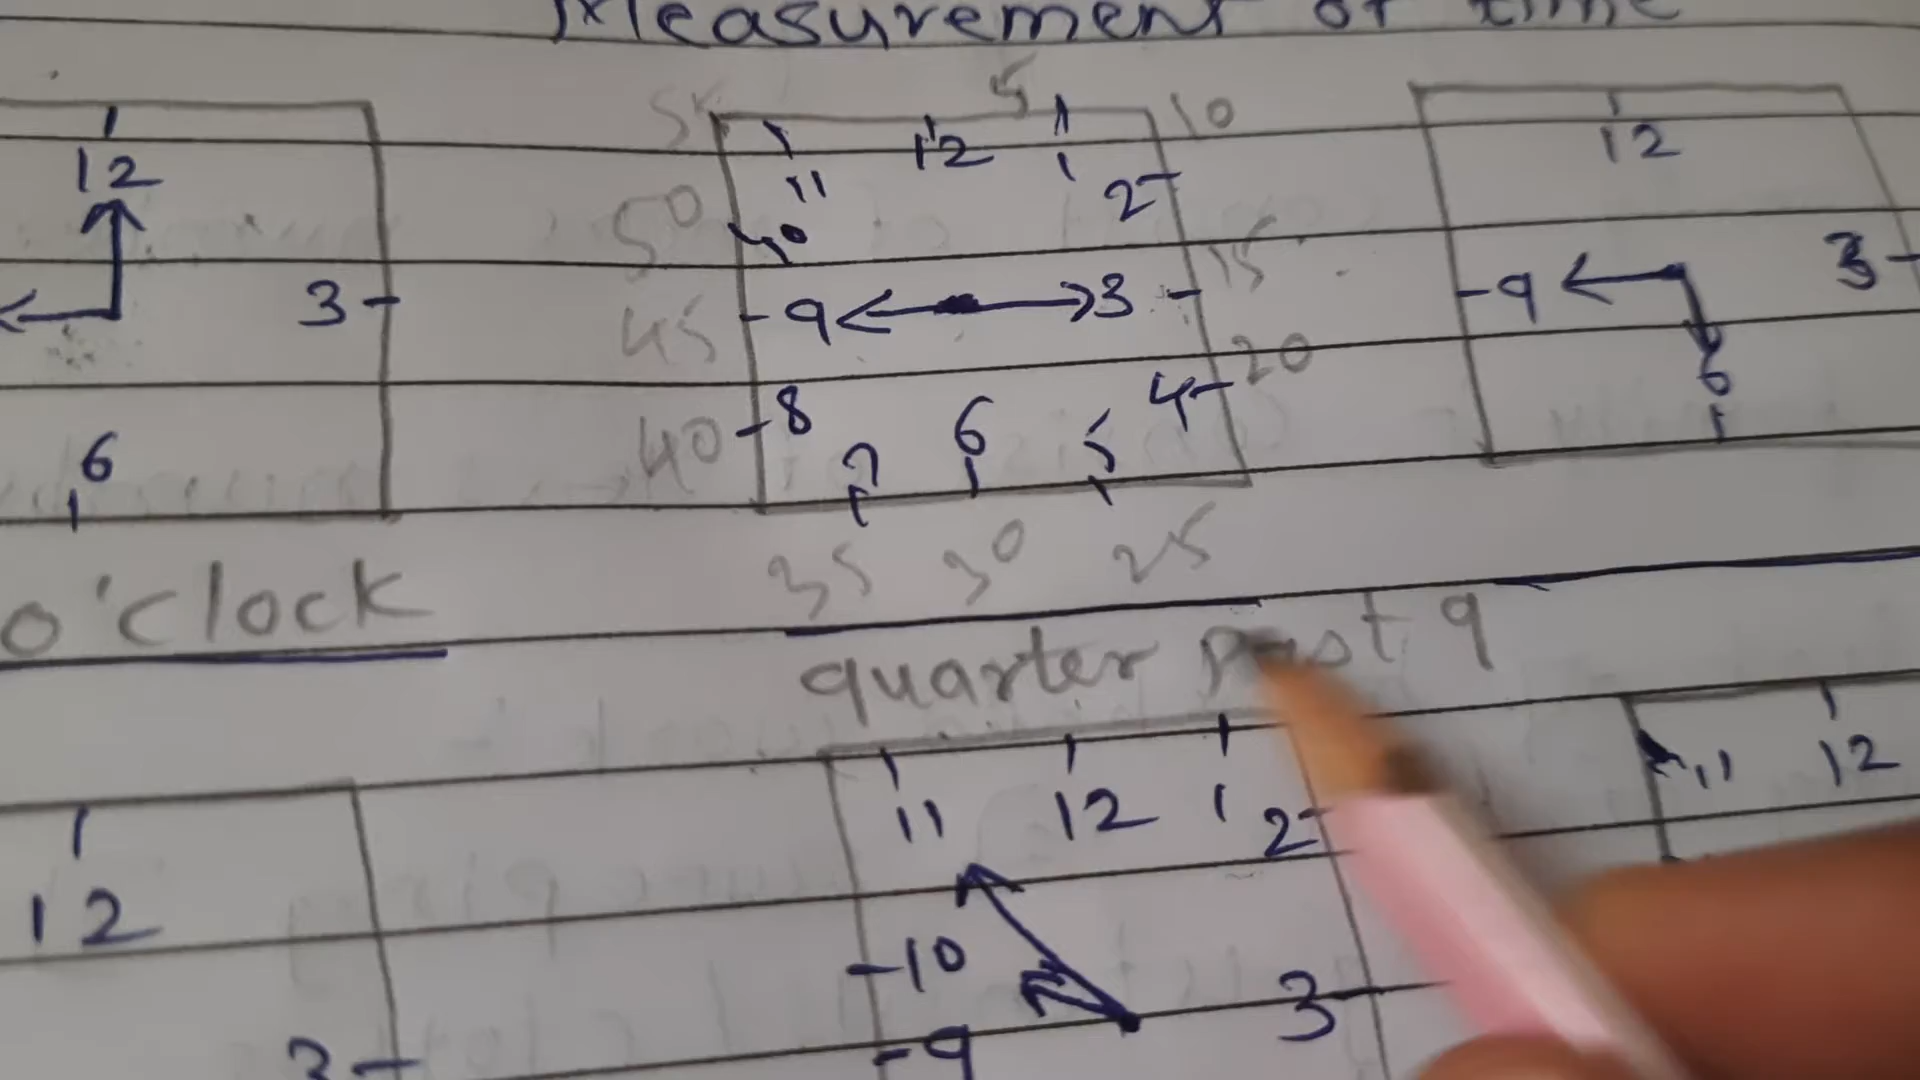 Measurement of time
5 10
12
11 12 1
2
12
50 10
3
45 9 3 15
9 3
40 8 4 20
6
7 6 5
6
35 30 25
o'clock
quarter past 9
11 12 1 2
11 12
12
10
3
9
3